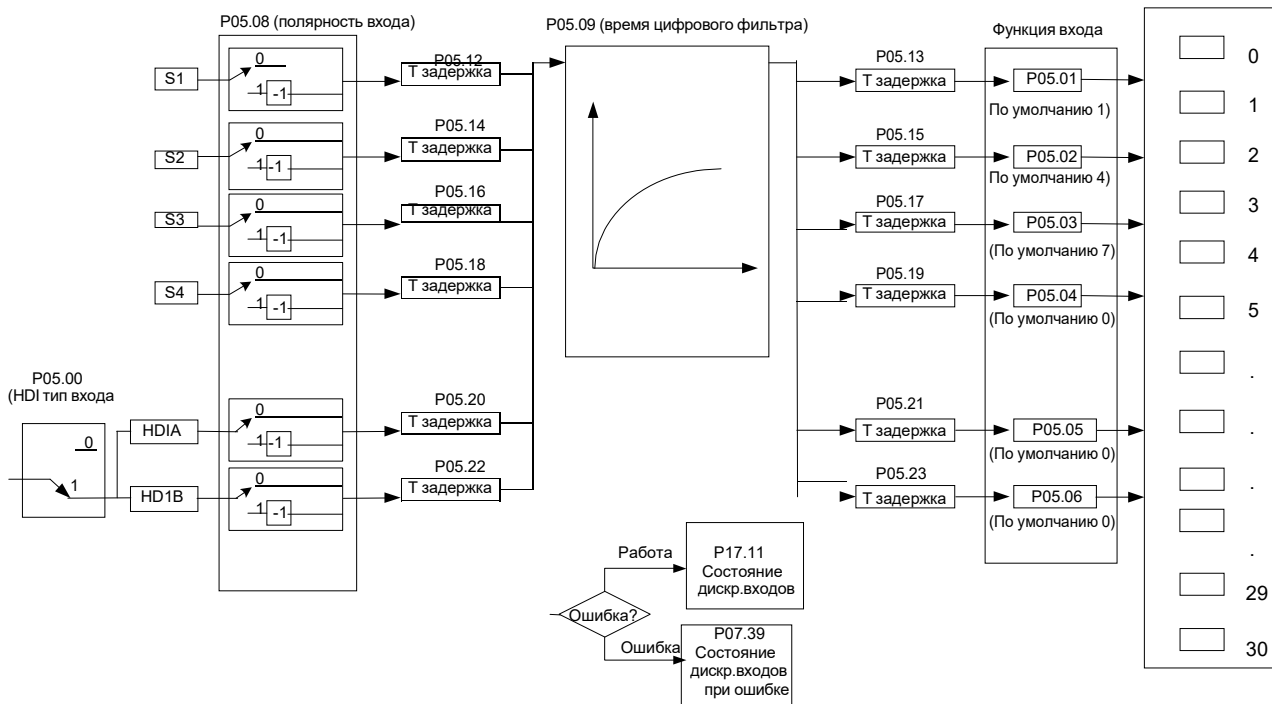 P05.08 (полярность входа)
P05.09 (время цифрового фильтра)
Функция входа
S1
0
1
-1
P05.12
Т задержка
P05.13
Т задержка
P05.01
По умолчанию 1)
0
1
S2
0
1
-1
P05.14
Т задержка
P05.15
Т задержка
P05.02
По умолчанию 4)
2
S3
0
1
-1
P05.16
Т задержка
P05.17
Т задержка
P05.03
(По умолчанию 7)
3
4
S4
0
1
-1
P05.18
Т задержка
P05.19
Т задержка
P05.04
(По умолчанию 0)
5
.
P05.00
(HDI тип входа
0
1
HDIA
0
1
-1
P05.20
Т задержка
P05.21
Т задержка
P05.05
(По умолчанию 0)
.
HD1B
0
1
-1
P05.22
Т задержка
P05.23
Т задержка
P05.06
(По умолчанию 0)
.
.
29
30
Ошибка?
Работа
P17.11
Состояние
дискр.входов
Ошибка
P07.39
Состояние
дискр.входов
при ошибке